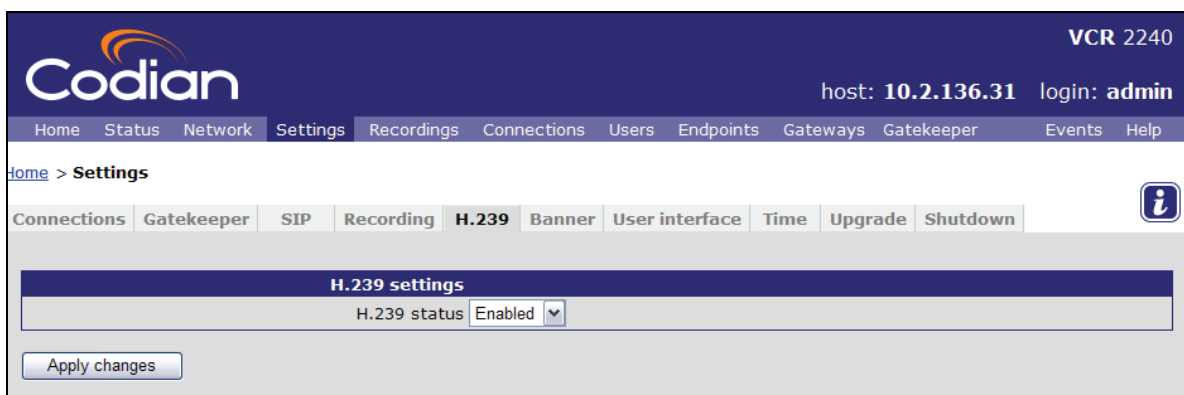 VCR 2240
Codian
host: 10.2.136.31 login: admin
Home Status Network Settings Recordings Connections Users Endpoints Gateways Gatekeeper Events Help
Home > Settings
i
Connections Gatekeeper SIP Recording H.239 Banner User interface Time Upgrade Shutdown
H.239 settings
H.239 status Enabled
Apply changes